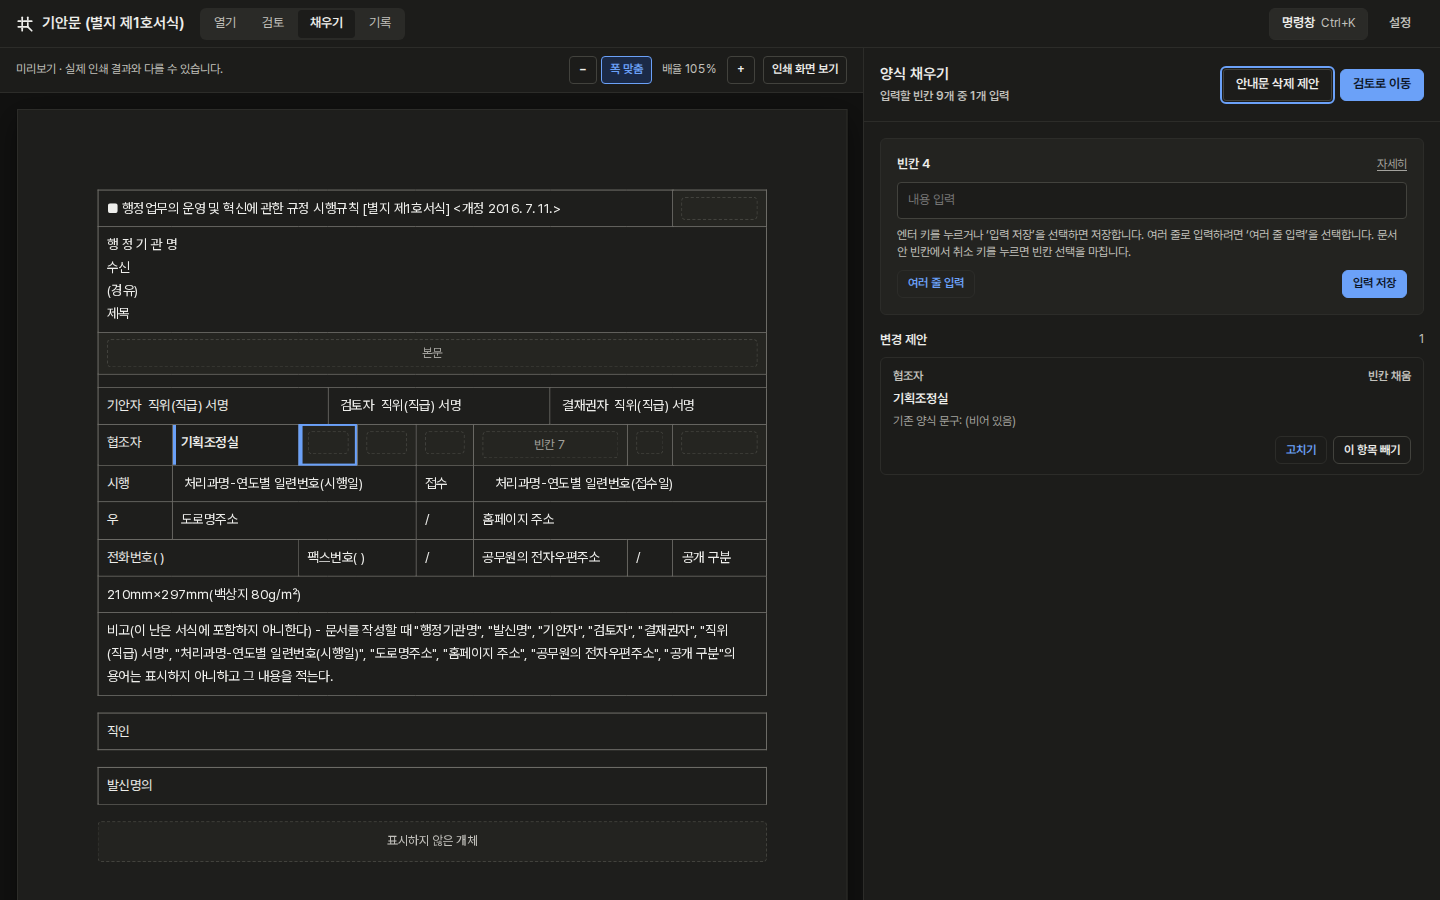 기안문 (별지 제1호서식)
열기
검토
채우기
기록
명령창 Ctrl+K
설정
미리보기 · 실제 인쇄 결과와 다를 수 있습니다.
–
폭 맞춤
배율 105%
+
인쇄 화면 보기
■ 행정업무의 운영 및 혁신에 관한 규정 시행규칙 [별지 제1호서식] <개정 2016. 7. 11.>
행 정 기 관 명
수신
(경유)
제목
본문
기안자 직위(직급) 서명
검토자 직위(직급) 서명
결재권자 직위(직급) 서명
협조자
기획조정실
빈칸 7
시행
처리과명-연도별 일련번호(시행일)
접수
처리과명-연도별 일련번호(접수일)
우
도로명주소
/
홈페이지 주소
전화번호( )
팩스번호( )
/
공무원의 전자우편주소
/
공개 구분
210mm×297mm(백상지 80g/m²)
비고(이 난은 서식에 포함하지 아니한다) - 문서를 작성할 때 "행정기관명", "발신명", "기안자", "검토자", "결재권자", "직위
(직급) 서명", "처리과명-연도별 일련번호(시행일)", "도로명주소", "홈페이지 주소", "공무원의 전자우편주소", "공개 구분"의
용어는 표시하지 아니하고 그 내용을 적는다.
직인
발신명의
표시하지 않은 개체
양식 채우기
입력할 빈칸 9개 중 1개 입력
안내문 삭제 제안
검토로 이동
빈칸 4
자세히
내용 입력
엔터 키를 누르거나 '입력 저장'을 선택하면 저장합니다. 여러 줄로 입력하려면 '여러 줄 입력'을 선택합니다. 문서
안 빈칸에서 취소 키를 누르면 빈칸 선택을 마칩니다.
여러 줄 입력
입력 저장
변경 제안
1
협조자
빈칸 채움
기획조정실
기존 양식 문구: (비어 있음)
고치기
이 항목 빼기